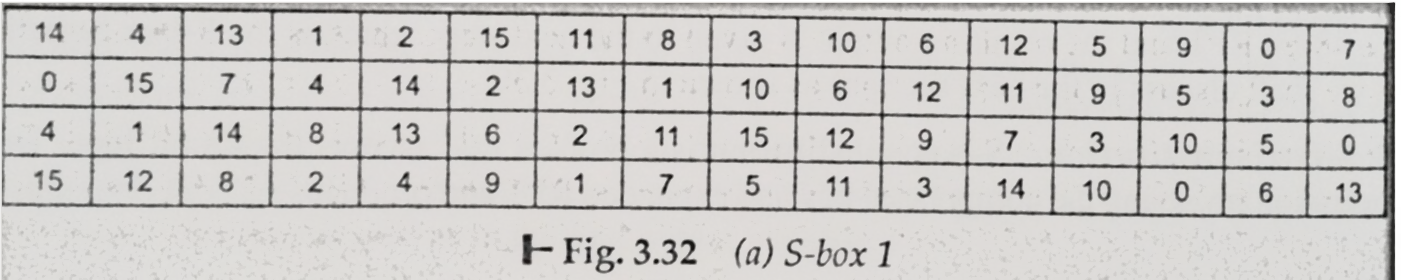 14 4 13 1 2 15 11 8 3 10 6 12 5 9 0 7
0 15 7 4 14 2 13 1 10 6 12 11 9 5 3 8
4 1 14 8 13 6 2 11 15 12 9 7 3 10 5 0
15 12 8 2 4 9 1 7 5 11 3 14 10 0 6 13
Fig. 3.32 (a) S-box 1